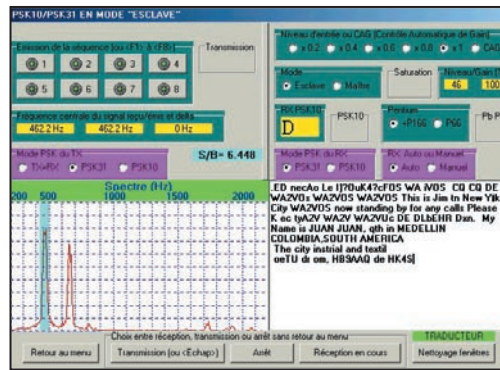 PSK10/PSK31 EN MODE "ESCLAVE"
Emission de la séquence (ou <F1> à <F8>)
Transmission
1 2 3 4
5 6 7 8
Fréquence centrale du signal reçu/émis et delta
462.2 Hz 462.2 Hz 0 Hz
Mode PSK du TX
TX=RX PSK31 PSK10
S/B= 6.448
Niveau d'entrée ou CAG (Contrôle Automatique de Gain)
x 0.2 x 0.4 x 0.6 x 0.8 x 1 CAG
Mode
Esclave Maître
Saturation
Niveau/Gain
46 100
RX PSK10
D
PSK10
Pentium
+P166 P66
Pb P
Mode PSK du RX
PSK31 PSK10
RX Auto ou Manuel
Auto Manuel
Spectre (Hz)
200 500 1000 1500 2000
.ED necAo Le I]?0uK4?cFOS WA iVOS CQ CQ DE
WA2VOs WA2VOS WA2VOS This is Jim tn New Yjtk
City WA2VOS now standing by for any calls Please
K ec tyA2V WA2V WA2VUc DE DLbEHR Dxn. My
Name is JUAN JUAN, qth in MEDELLIN
COLOMBIA,SOUTH AMERICA
The city instrial and textil
oeTU dr om, HB9AAQ de HK4S
Choix entre réception, transmission ou arrêt sans retour au menu
TRADUCTEUR
Retour au menu Transmission (ou <Echap>) Arrêt Réception en cours Nettoyage fenêtres